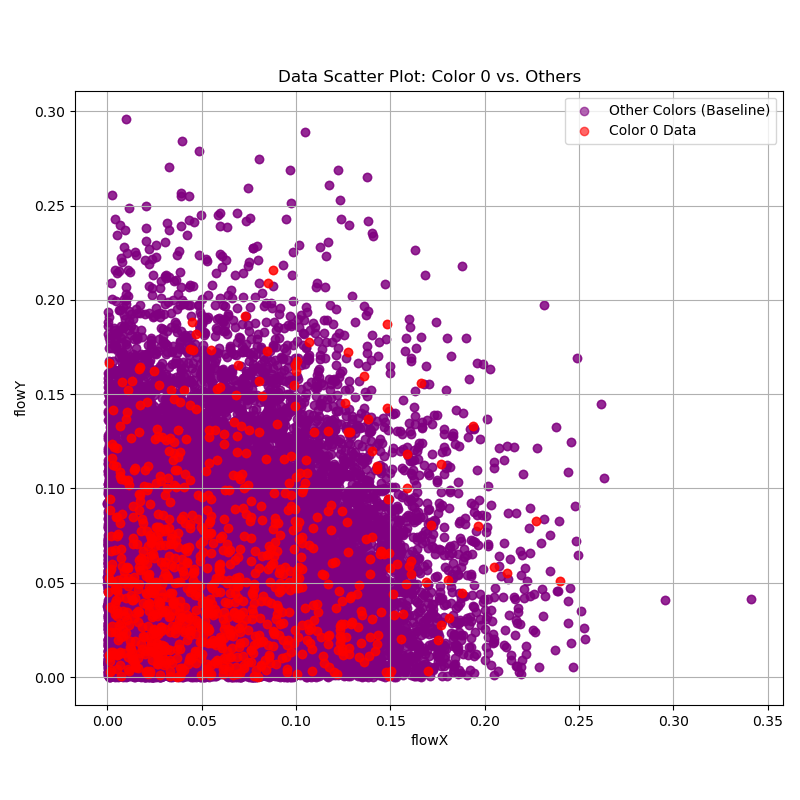 Data Scatter Plot: Color 0 vs. Others
Other Colors (Baseline)
Color 0 Data
flowY
0.30
0.25
0.20
0.15
0.10
0.05
0.00
0.00 0.05 0.10 0.15 0.20 0.25 0.30 0.35
flowX